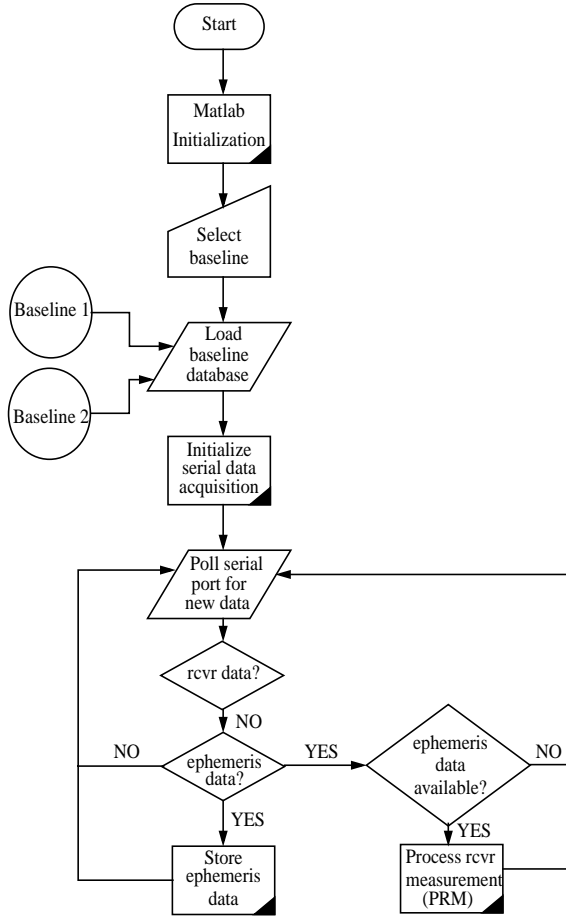 Start
Matlab
Initialization
Select
baseline
Baseline 1
Load
baseline
database
Baseline 2
Initialize
serial data
acquisition
Poll serial
port for
new data
rcvr data?
NO
NO
ephemeris
data?
YES
ephemeris
data
available?
NO
YES
YES
Store
ephemeris
data
Process rcvr
measurement
(PRM)